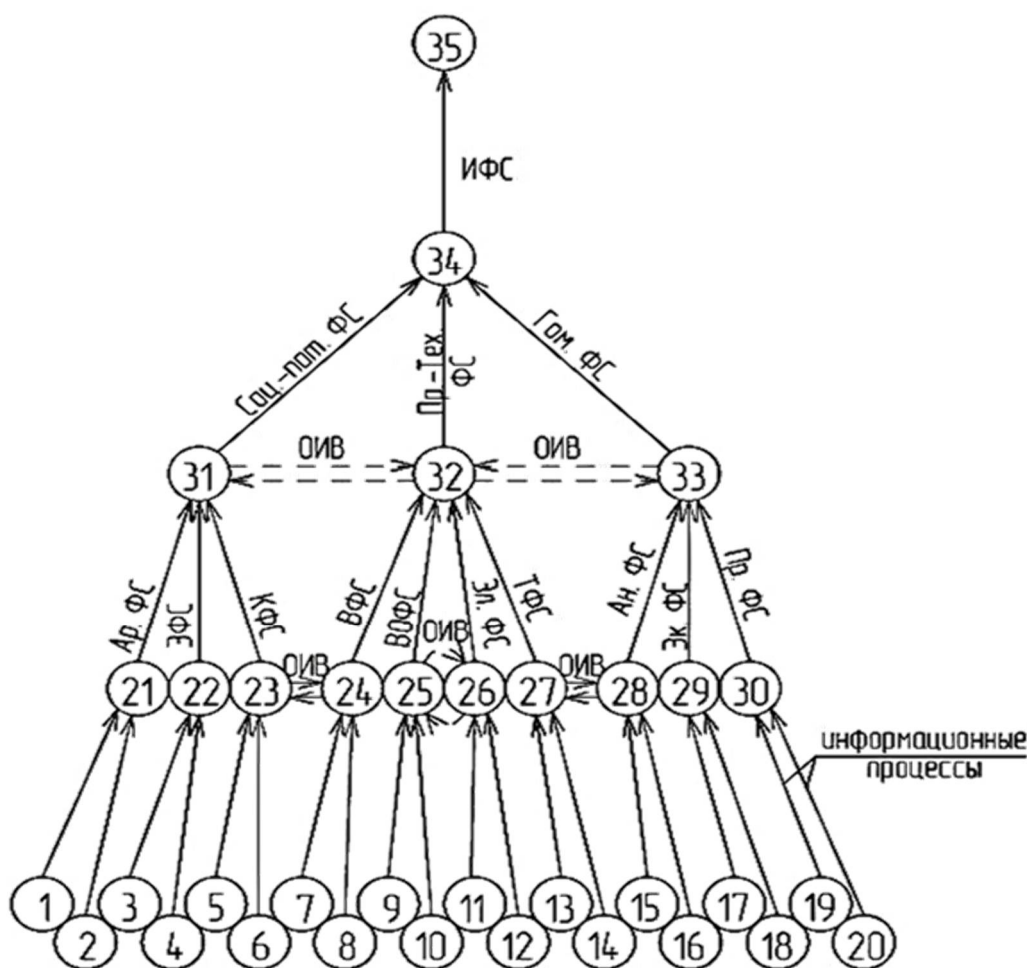 35
ИФС
34
Соц.-пот. ФС
Пр.-Тех.
ФС
Гом. ФС
ОИВ
ОИВ
31
32
33
Ар. ФС
ЗФС
КФС
ВФС
ВОФС
Эл. ФС
ТФС
Ан. ФС
Эк ФС
Пр. ФС
ОИВ
ОИВ
ОИВ
21
22
23
24
25
26
27
28
29
30
информационные
процессы
1
3
5
7
9
11
13
15
17
19
2
4
6
8
10
12
14
16
18
20